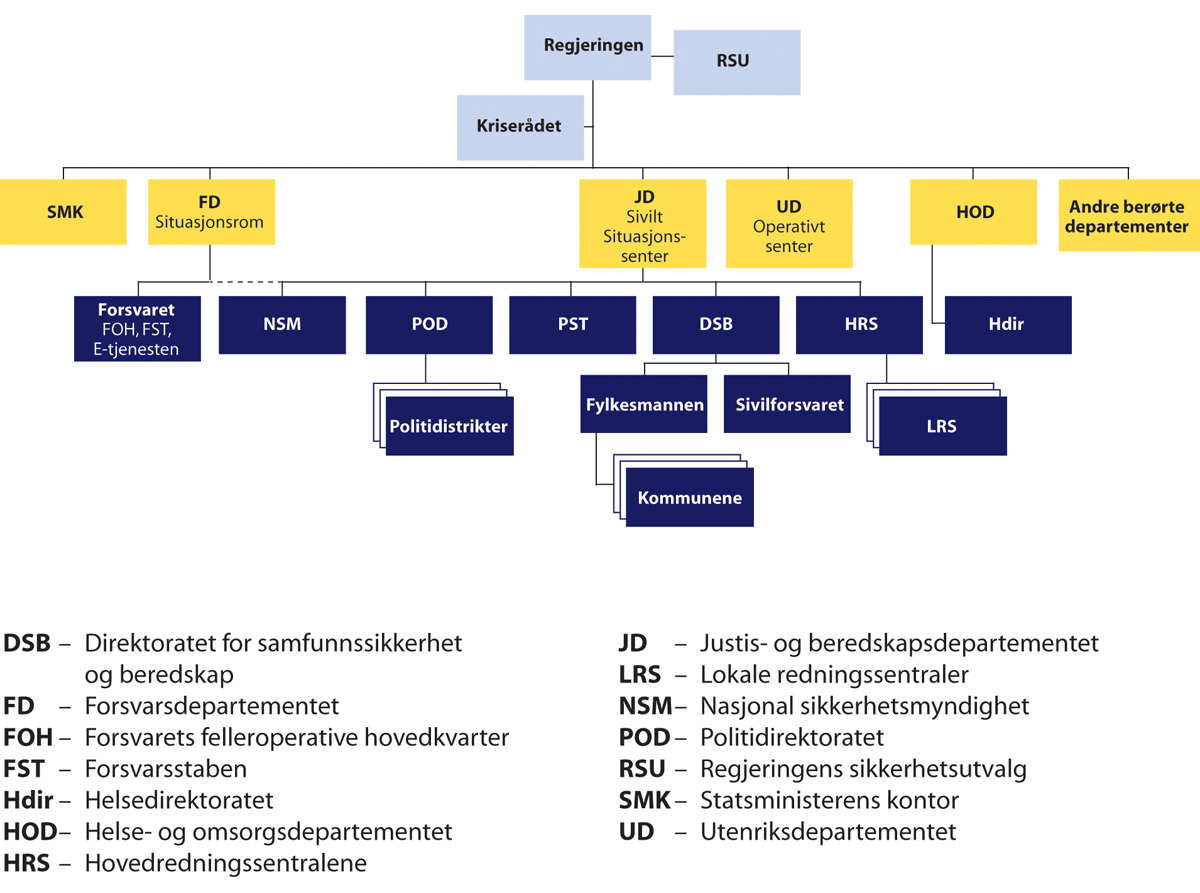 Regjeringen
RSU
Kriserådet
SMK
FD
Situasjonsrom
JD
Sivilt
Situasjons-
senter
UD
Operativt
senter
HOD
Andre berørte
departementer
Forsvaret
FOH, FST,
E-tjenesten
NSM
POD
PST
DSB
HRS
Hdir
Politidistrikter
Fylkesmannen
Sivilforsvaret
LRS
Kommunene
DSB – Direktoratet for samfunnssikkerhet
og beredskap
FD – Forsvarsdepartementet
FOH – Forsvarets felleroperative hovedkvarter
FST – Forsvarsstaben
Hdir – Helsedirektoratet
HOD – Helse- og omsorgsdepartementet
HRS – Hovedredningssentralene
JD – Justis- og beredskapsdepartementet
LRS – Lokale redningssentraler
NSM – Nasjonal sikkerhetsmyndighet
POD – Politidirektoratet
RSU – Regjeringens sikkerhetsutvalg
SMK – Statsministerens kontor
UD – Utenriksdepartementet